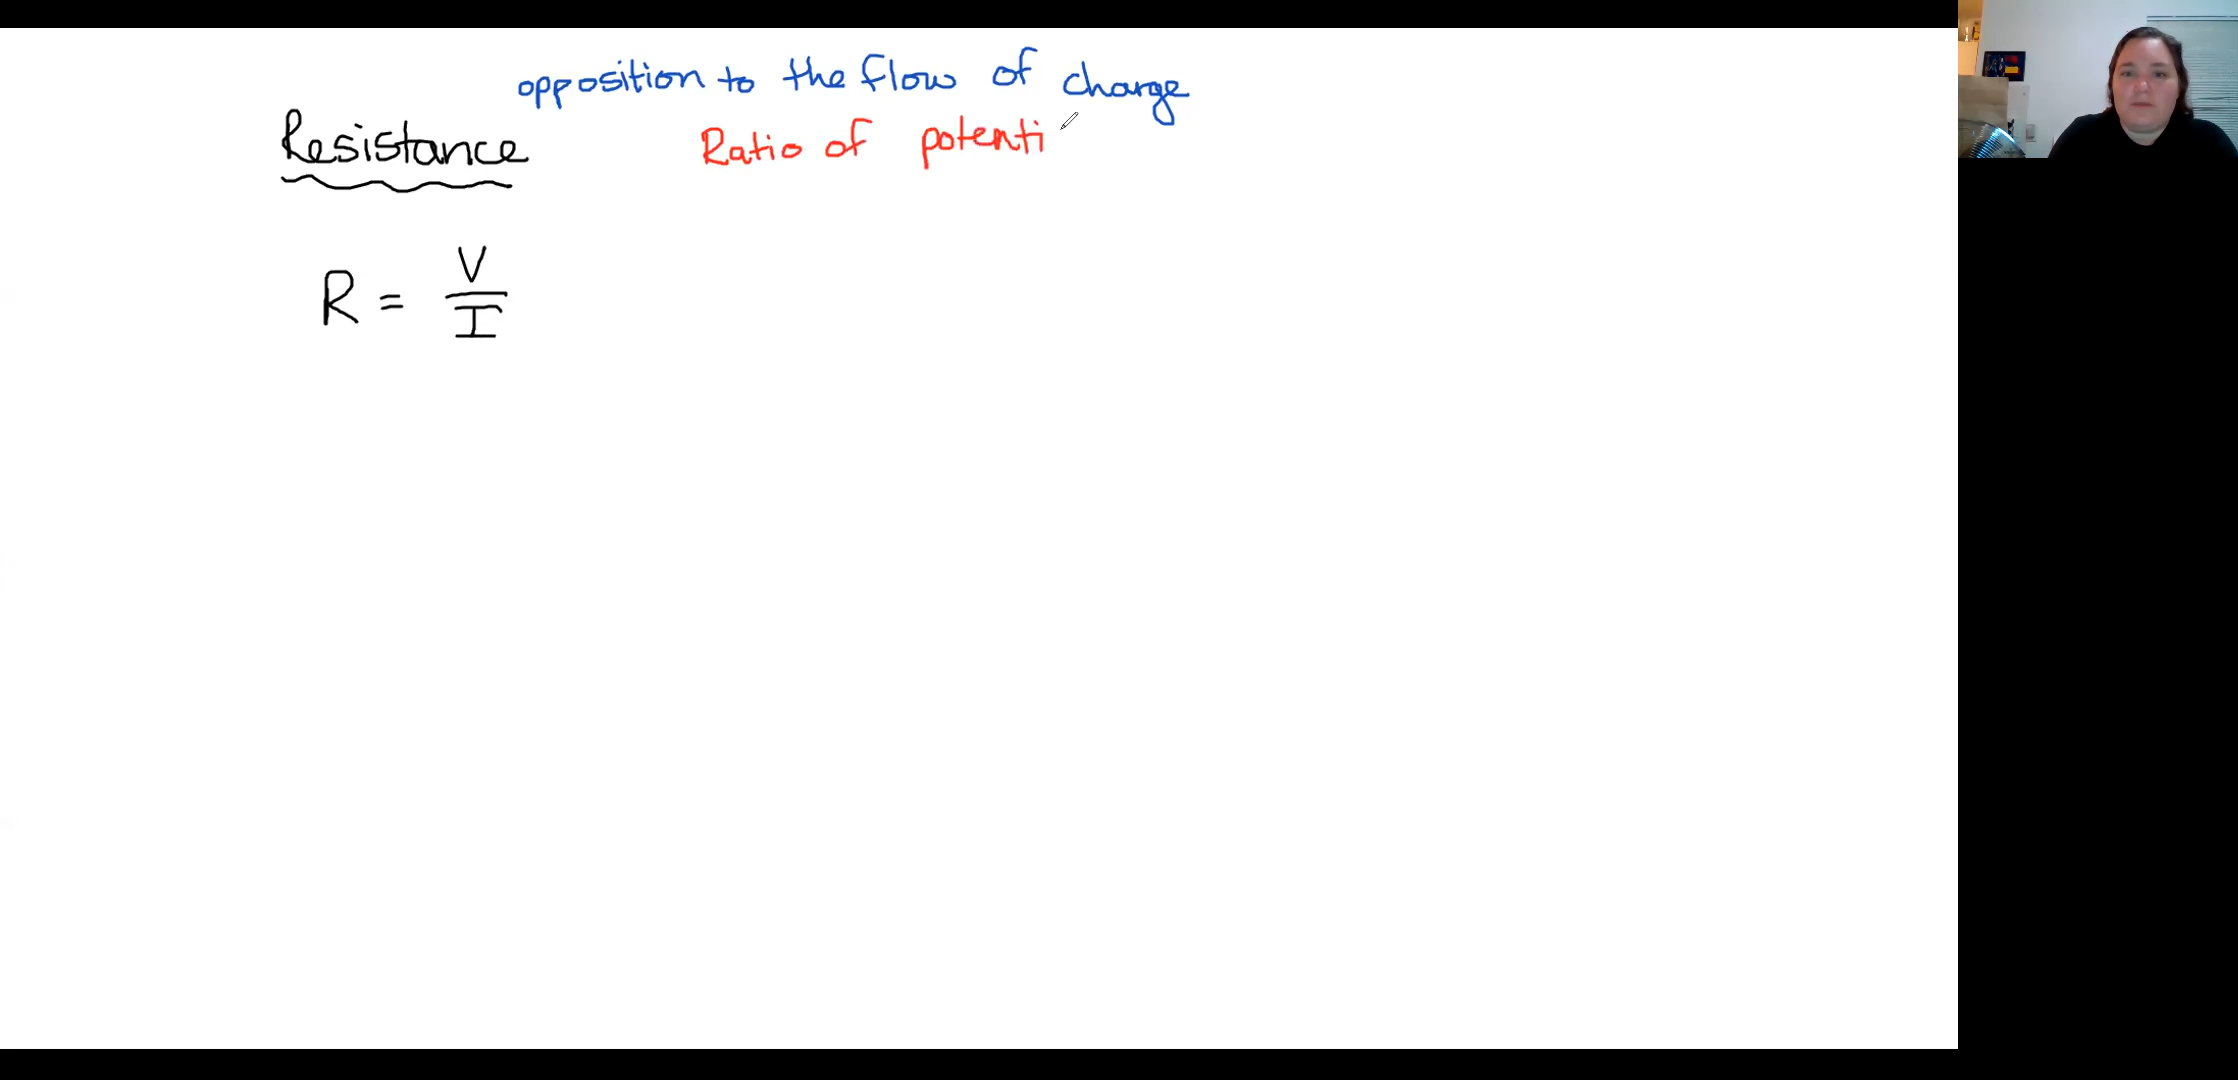 opposition to the flow of charge
Resistance
Ratio of potenti
R = V/I